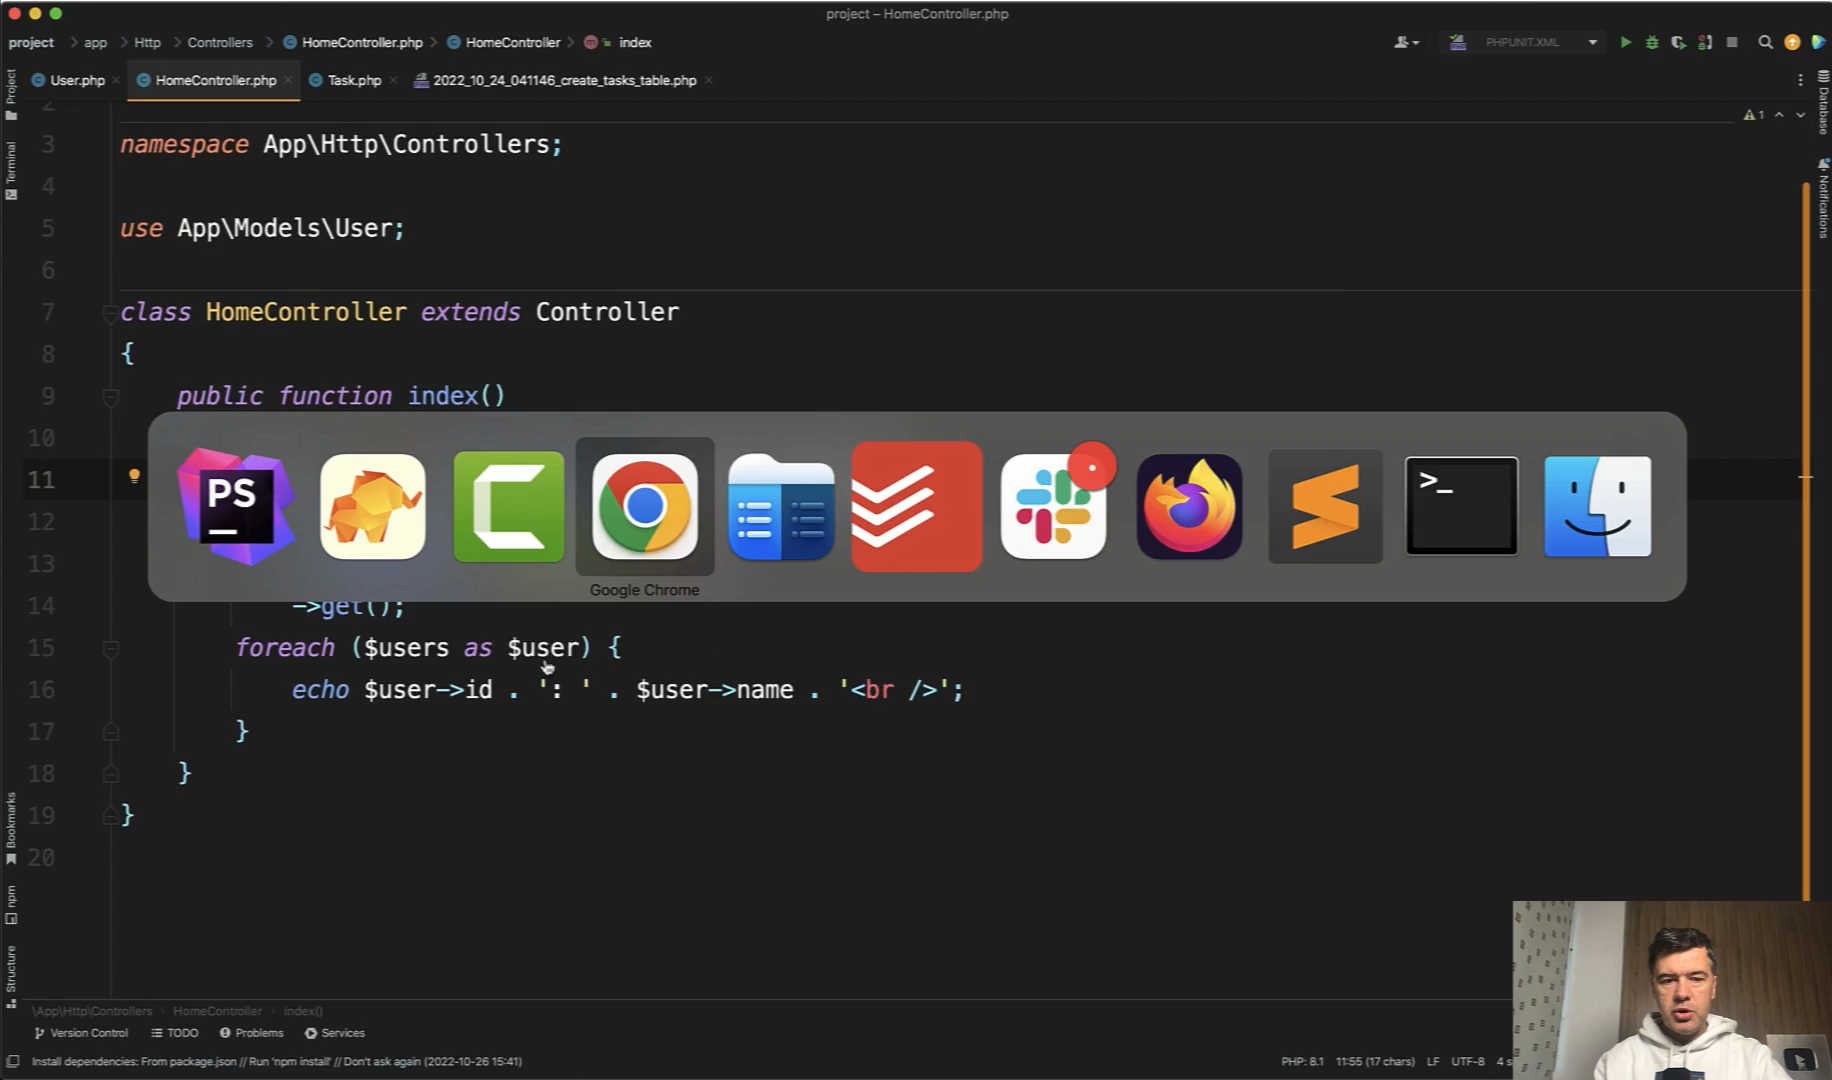 project – HomeController.php
project app Http Controllers HomeController.php HomeController index
PHPUNIT.XML
User.php HomeController.php Task.php 2022_10_24_041146_create_tasks_table.php
1
Project
Terminal
Bookmarks
npm
Structure
Database
Notifications
2
3 namespace App\Http\Controllers;
4
5 use App\Models\User;
6
7 class HomeController extends Controller
8 {
9 public function index()
10
11
12
13
14 ->get();
15 foreach ($users as $user) {
16 echo $user->id . ': ' . $user->name . '<br />';
17 }
18 }
19 }
20
PS
>_
Google Chrome
\App\Http\Controllers HomeController index()
Version Control TODO Problems Services
Install dependencies: From package.json // Run 'npm install' // Don't ask again (2022-10-26 15:41)
PHP: 8.1 11:55 (17 chars) LF UTF-8 4 s